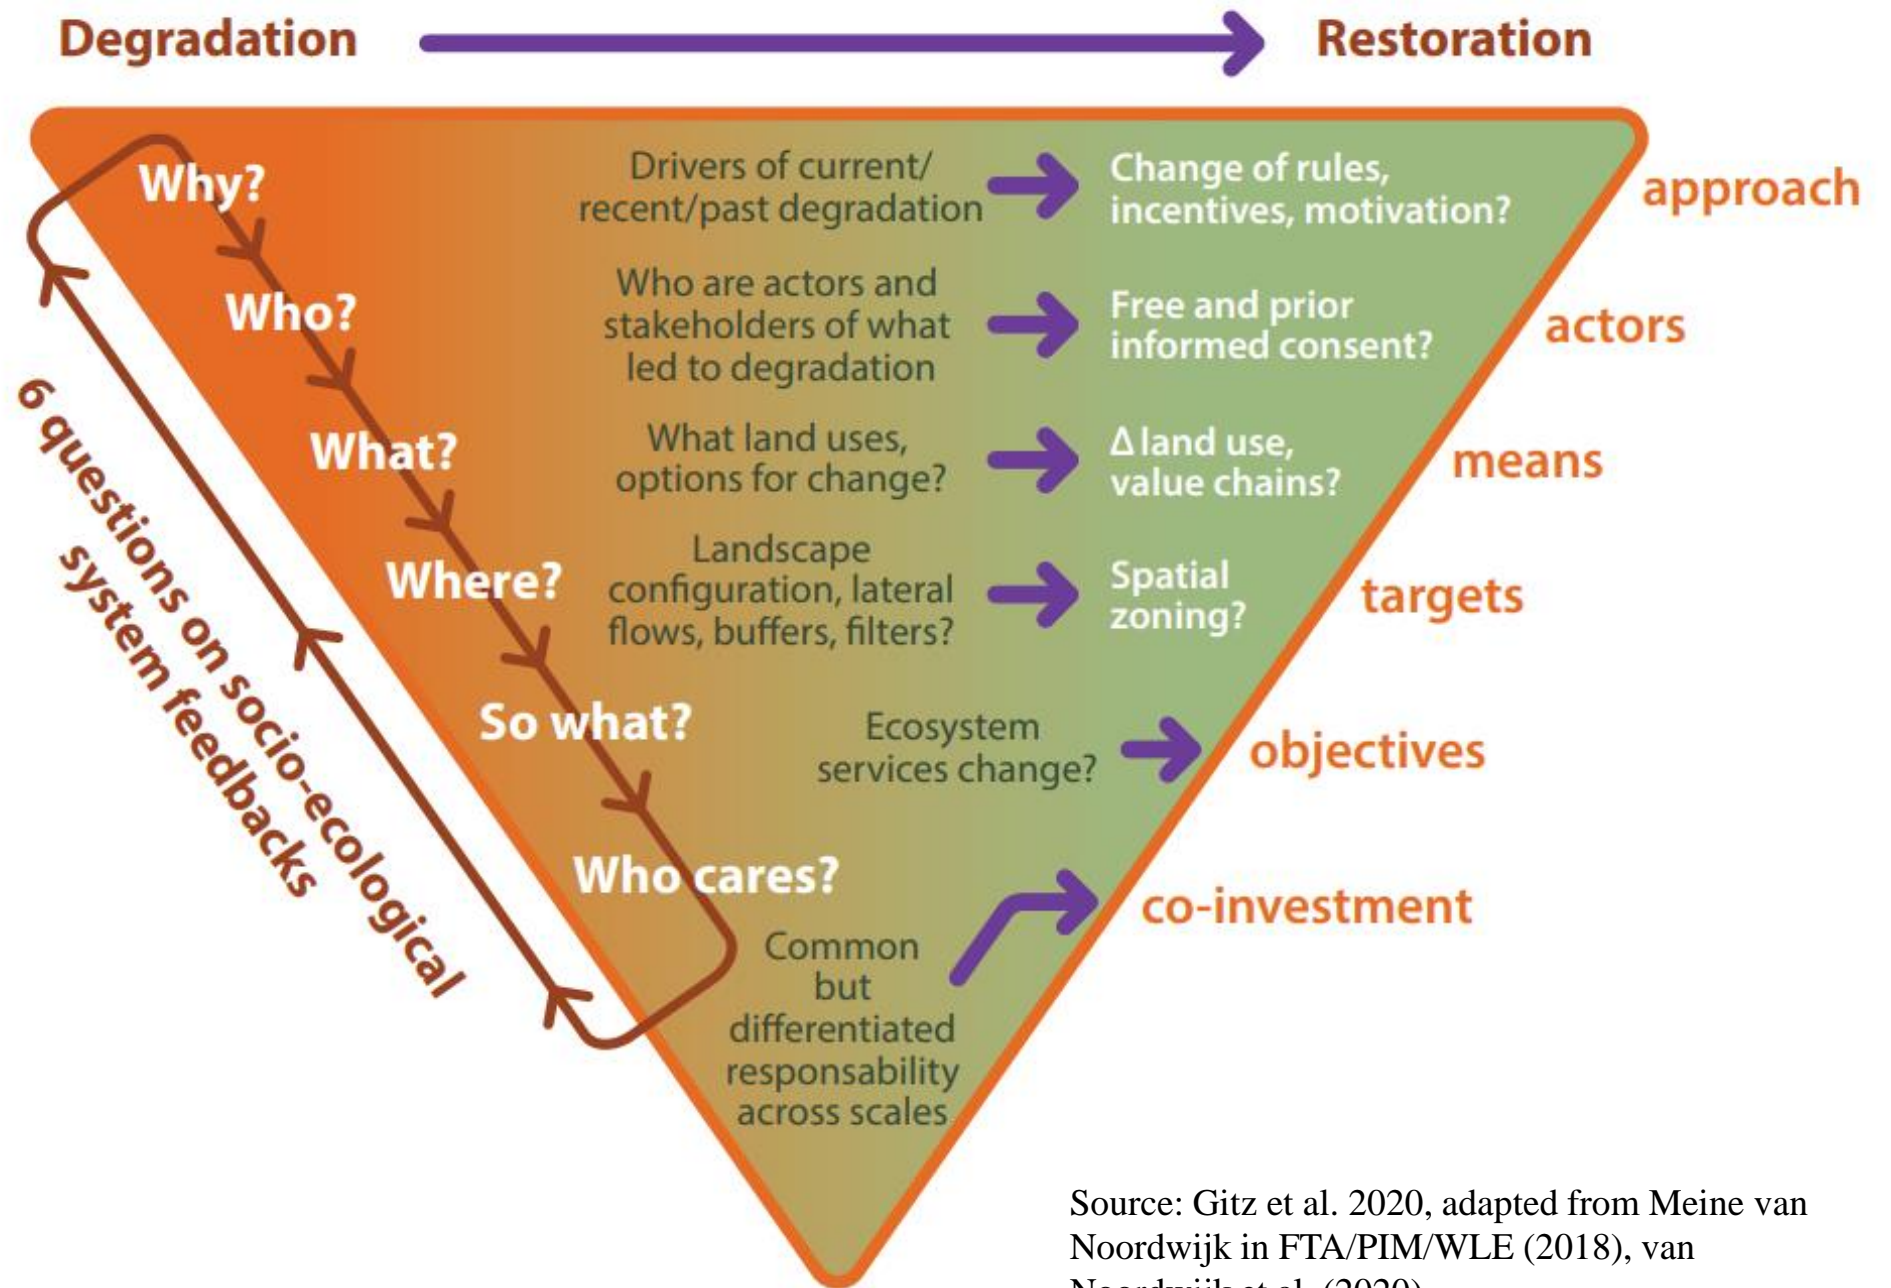 Degradation
Restoration
Why?
Drivers of current/
recent/past degradation
Change of rules,
incentives, motivation?
approach
Who?
Who are actors and
stakeholders of what
led to degradation
Free and prior
informed consent?
actors
What?
What land uses,
options for change?
Δ land use,
value chains?
means
Where?
Landscape
configuration, lateral
flows, buffers, filters?
Spatial
zoning?
targets
So what?
Ecosystem
services change?
objectives
Who cares?
Common
but
differentiated
responsability
across scales
co-investment
6 questions on socio-ecological
system feedbacks
Source: Gitz et al. 2020, adapted from Meine van
Noordwijk in FTA/PIM/WLE (2018), van
Noordwijk et al. (2020)